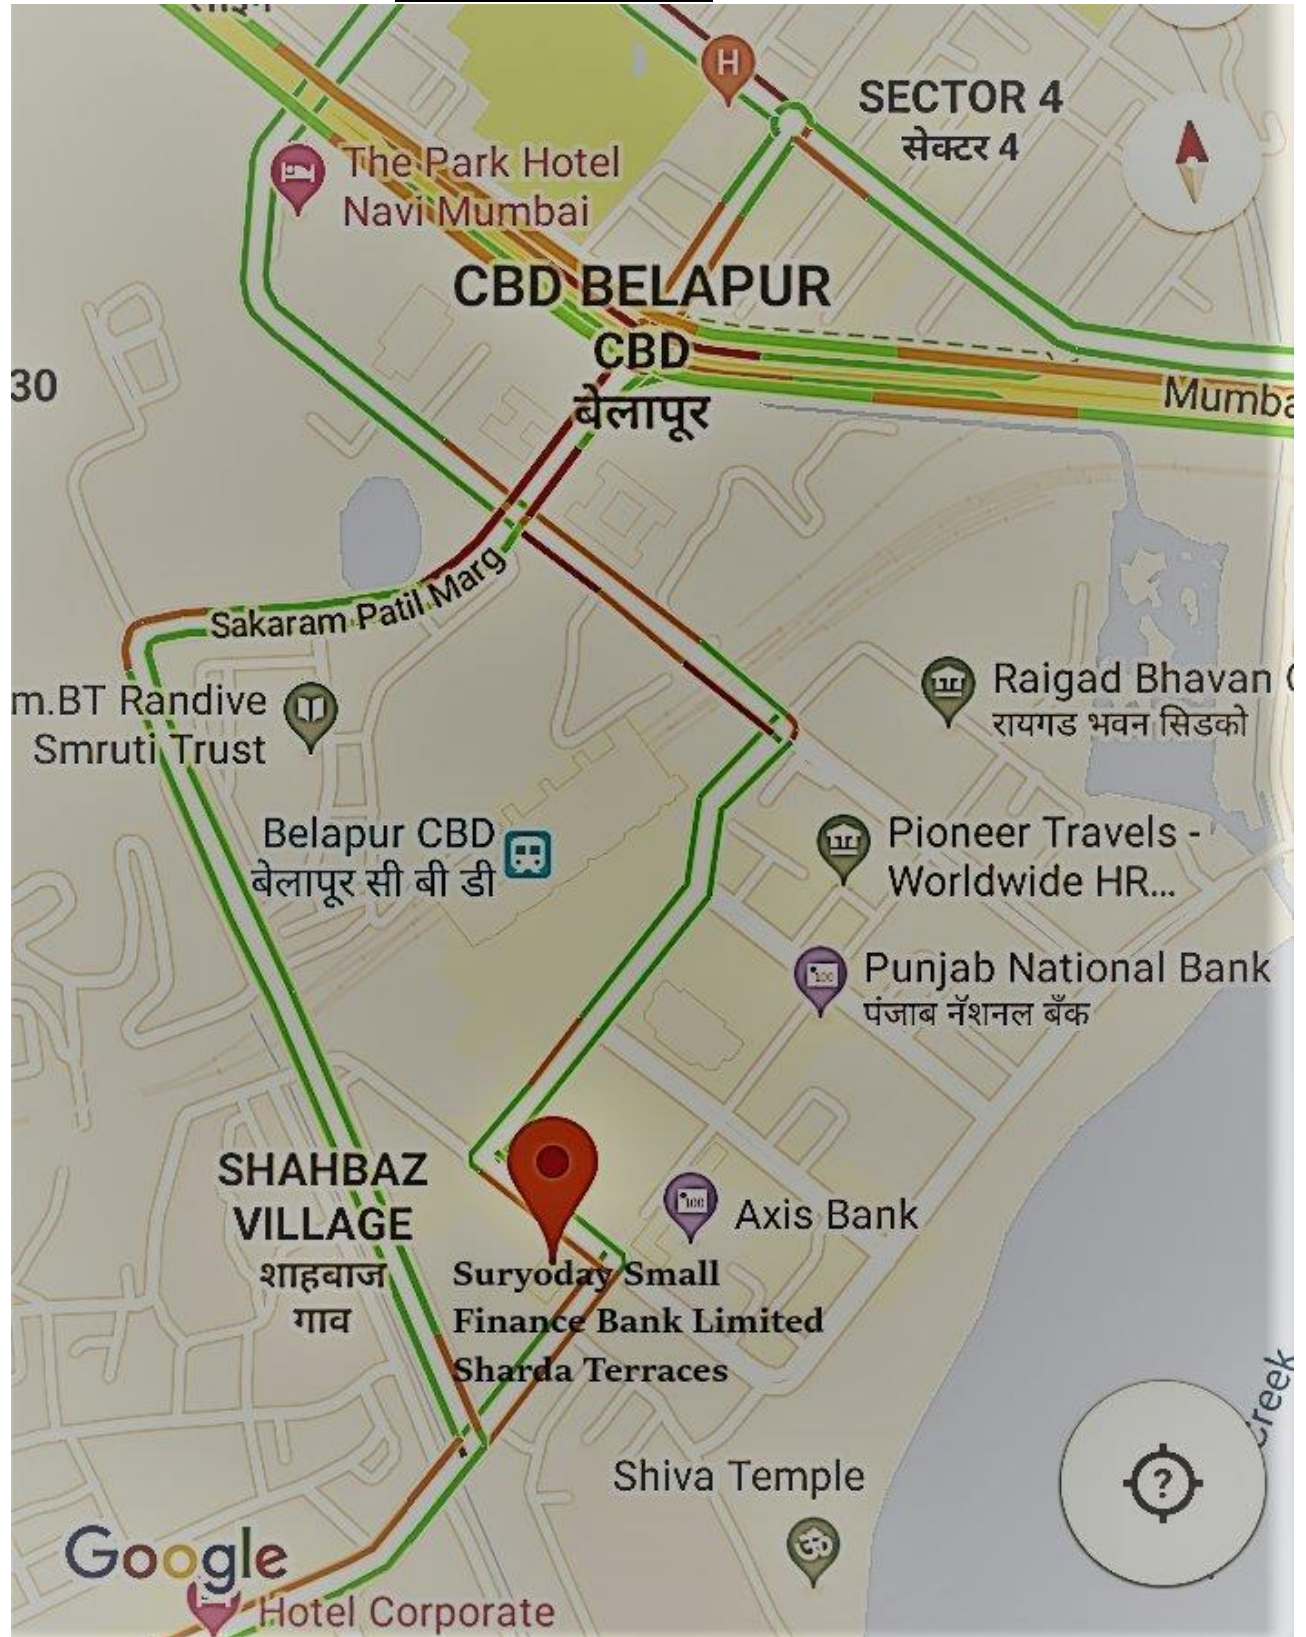 SECTOR 4
सेक्टर 4
H
The Park Hotel
Navi Mumbai
CBD BELAPUR
CBD
बेलापूर
30
Mumba
Sakaram Patil Marg
m.BT Randive
Smruti Trust
Raigad Bhavan C
रायगड भवन सिडको
Belapur CBD
बेलापूर सी बी डी
Pioneer Travels -
Worldwide HR...
Punjab National Bank
पंजाब नॅशनल बँक
SHAHBAZ
VILLAGE
शाहबाज
गाव
Axis Bank
Suryoday Small
Finance Bank Limited
Sharda Terraces
Creek
Shiva Temple
?
Google
Hotel Corporate